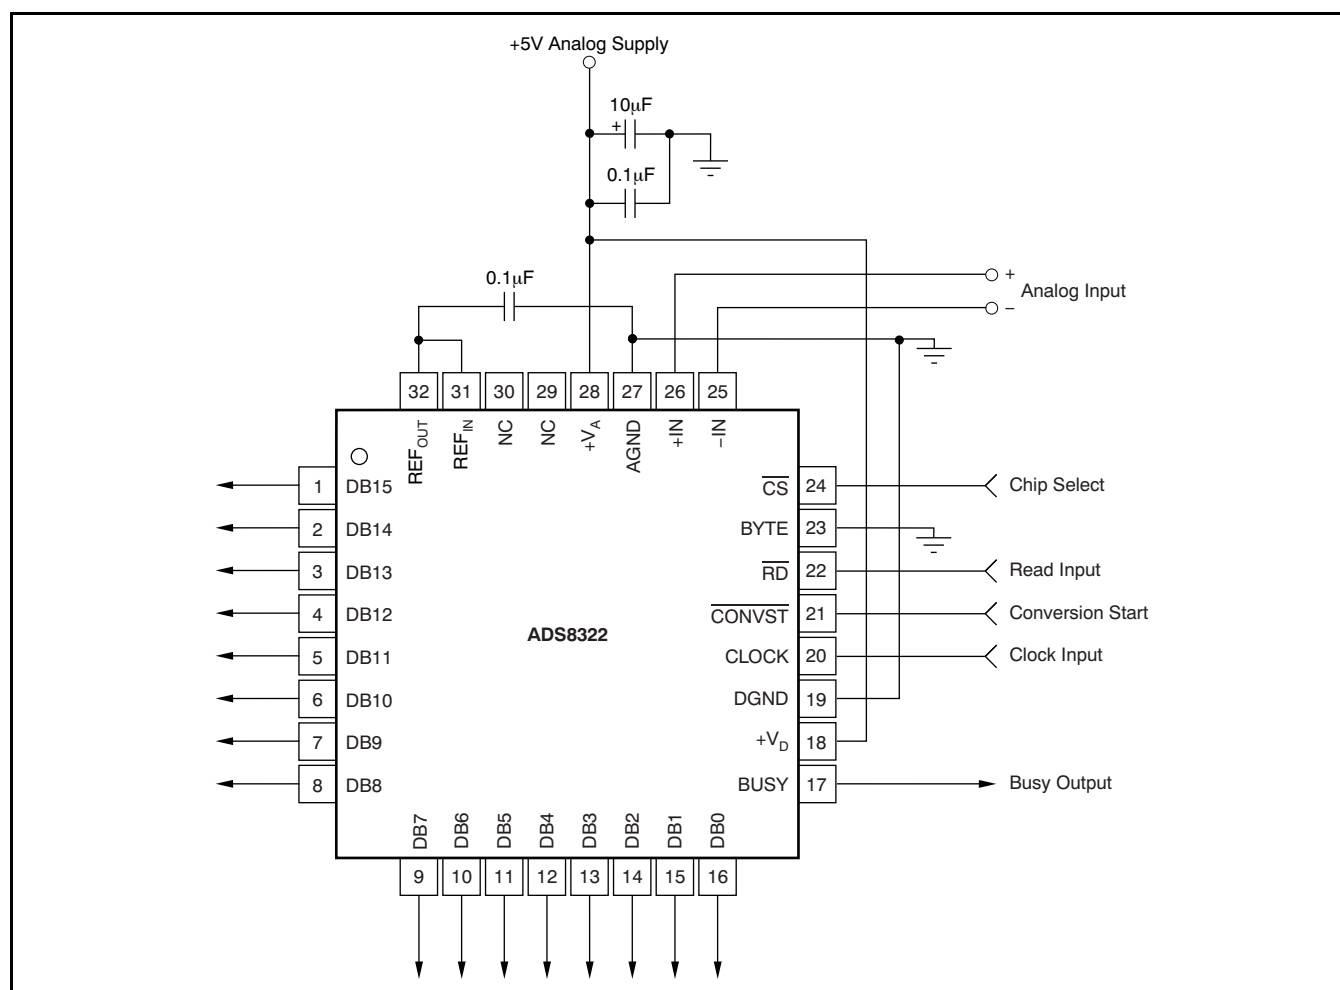 +5V Analog Supply
10µF
+
0.1µF
0.1µF
+
Analog Input
–
32 31 30 29 28 27 26 25
REFOUT REFIN NC NC +VA AGND +IN –IN
1 DB15 CS 24 Chip Select
2 DB14 BYTE 23
3 DB13 RD 22 Read Input
4 DB12 CONVST 21 Conversion Start
ADS8322
5 DB11 CLOCK 20 Clock Input
6 DB10 DGND 19
7 DB9 +VD 18
8 DB8 BUSY 17 Busy Output
DB7 DB6 DB5 DB4 DB3 DB2 DB1 DB0
9 10 11 12 13 14 15 16